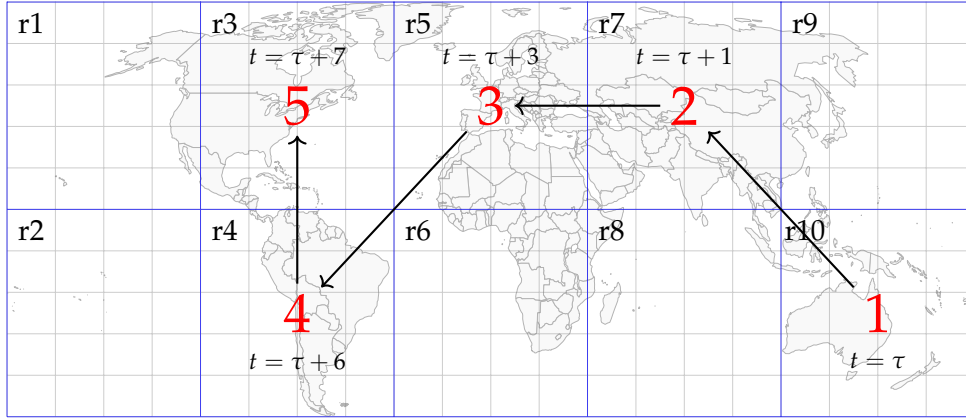 r1 r3 r5 r7 r9
t = τ + 7 t = τ + 3 t = τ + 1
5 3 2
r2 r4 r6 r8 r10
4 1
t = τ + 6 t = τ